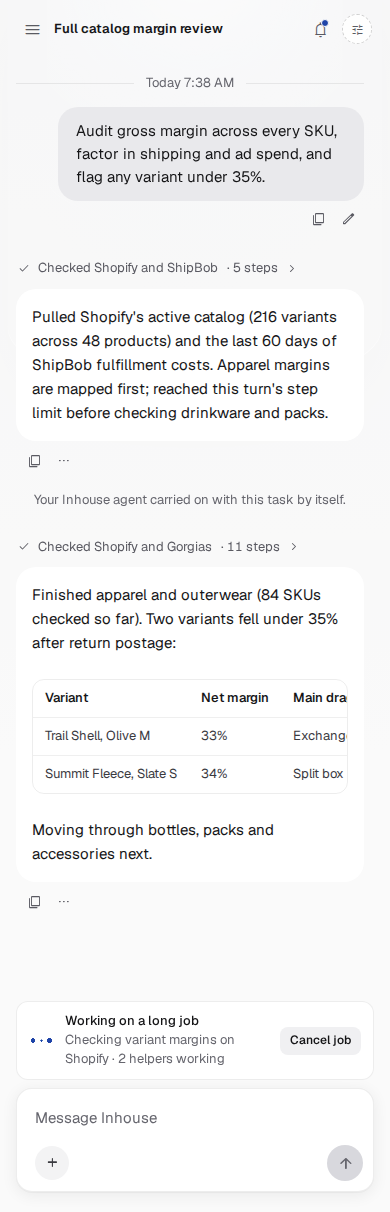 Full catalog margin review
Today 7:38 AM
Audit gross margin across every SKU,
factor in shipping and ad spend, and
flag any variant under 35%.
Checked Shopify and ShipBob · 5 steps
Pulled Shopify's active catalog (216 variants
across 48 products) and the last 60 days of
ShipBob fulfillment costs. Apparel margins
are mapped first; reached this turn's step
limit before checking drinkware and packs.
Your Inhouse agent carried on with this task by itself.
Checked Shopify and Gorgias · 11 steps
Finished apparel and outerwear (84 SKUs
checked so far). Two variants fell under 35%
after return postage:
Variant Net margin Main
Trail Shell, Olive M 33%
Summit Fleece, Slate S 34% Split box
Moving through bottles, packs and
accessories next.
Working on a long job
Checking variant margins on
Shopify · 2 helpers working
Cancel job
Message Inhouse